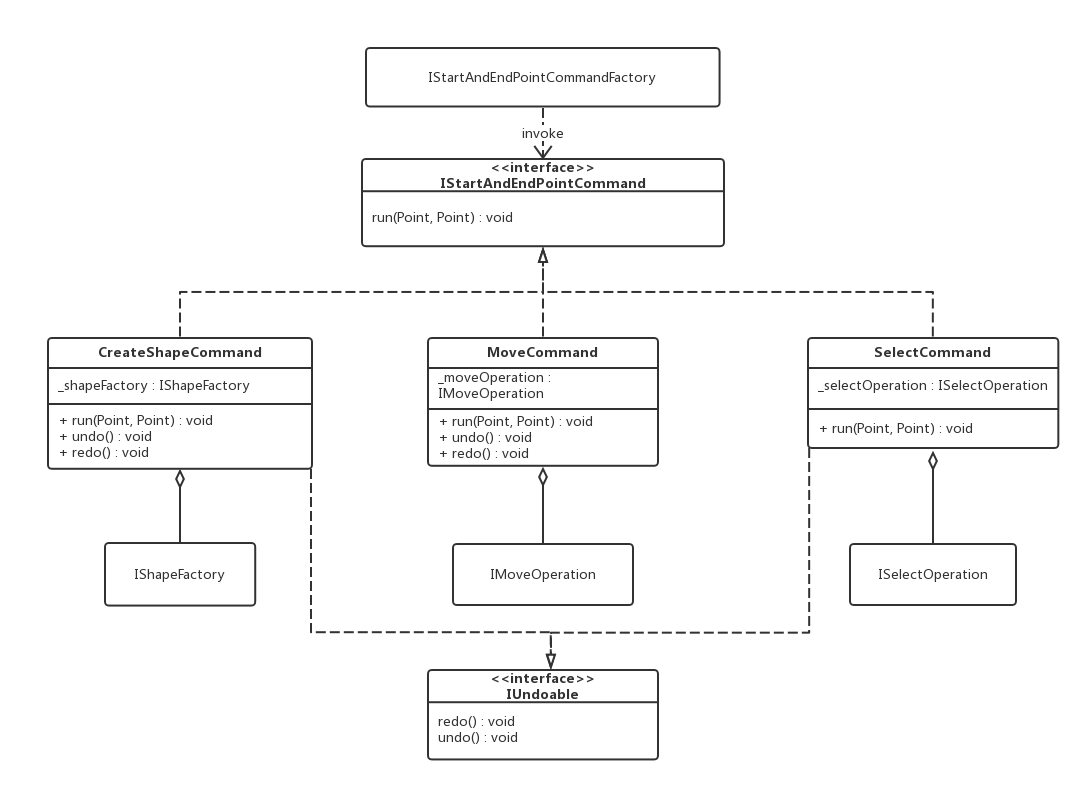 IStartAndEndPointCommandFactory
invoke
<<interface>>
IStartAndEndPointCommand
run(Point, Point) : void
CreateShapeCommand
_shapeFactory : IShapeFactory
+ run(Point, Point) : void
+ undo() : void
+ redo() : void
MoveCommand
_moveOperation :
IMoveOperation
+ run(Point, Point) : void
+ undo() : void
+ redo() : void
SelectCommand
_selectOperation : ISelectOperation
+ run(Point, Point) : void
IShapeFactory
IMoveOperation
ISelectOperation
<<interface>>
IUndoable
redo() : void
undo() : void